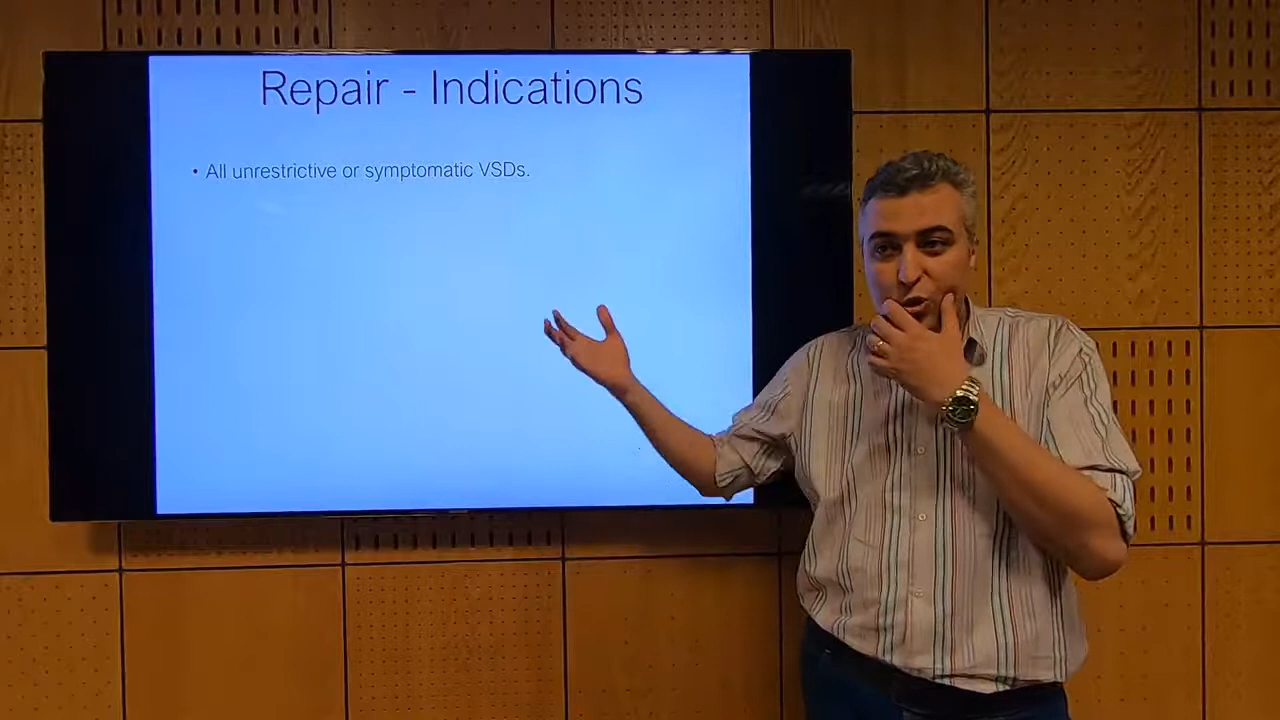 Repair - Indications
• All unrestrictive or symptomatic VSDs.